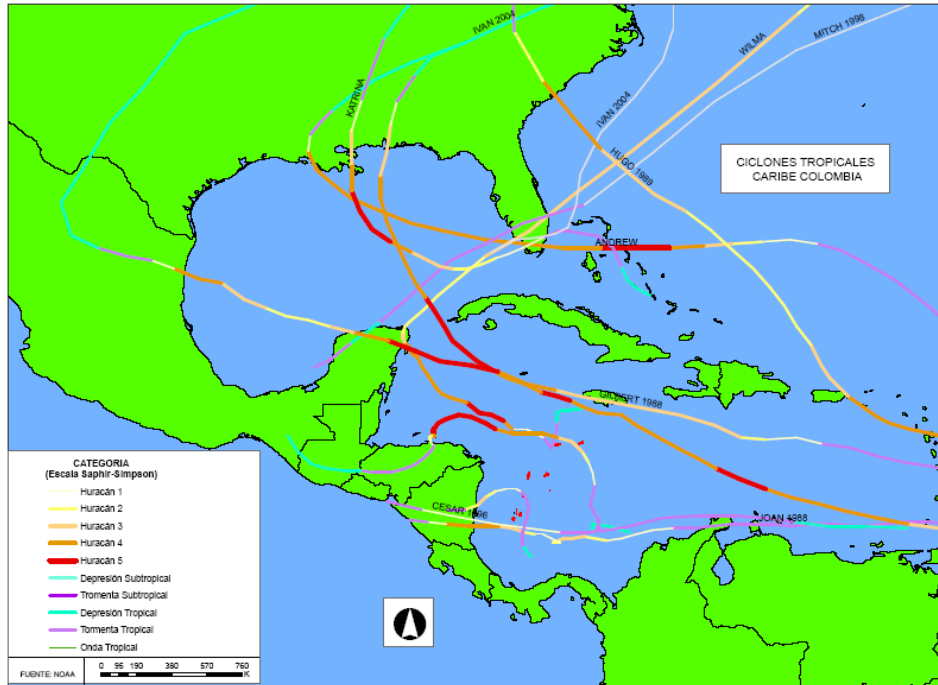 IVAN 2004
MITCH 1998
WILMA
KATRINA
IVAN 2004
HUGO 1989
CICLONES TROPICALES
CARIBE COLOMBIA
ANDREW
GILBERT 1988
CESAR 1996
JOAN 1988
CATEGORIA
(Escala Saphir-Simpson)
Huracán 1
Huracán 2
Huracán 3
Huracán 4
Huracán 5
Depresión Subtropical
Tromenta Subtropical
Depresión Tropical
Tormenta Tropical
Onda Tropical
FUENTE: NOAA
0 95 190 380 570 760
K